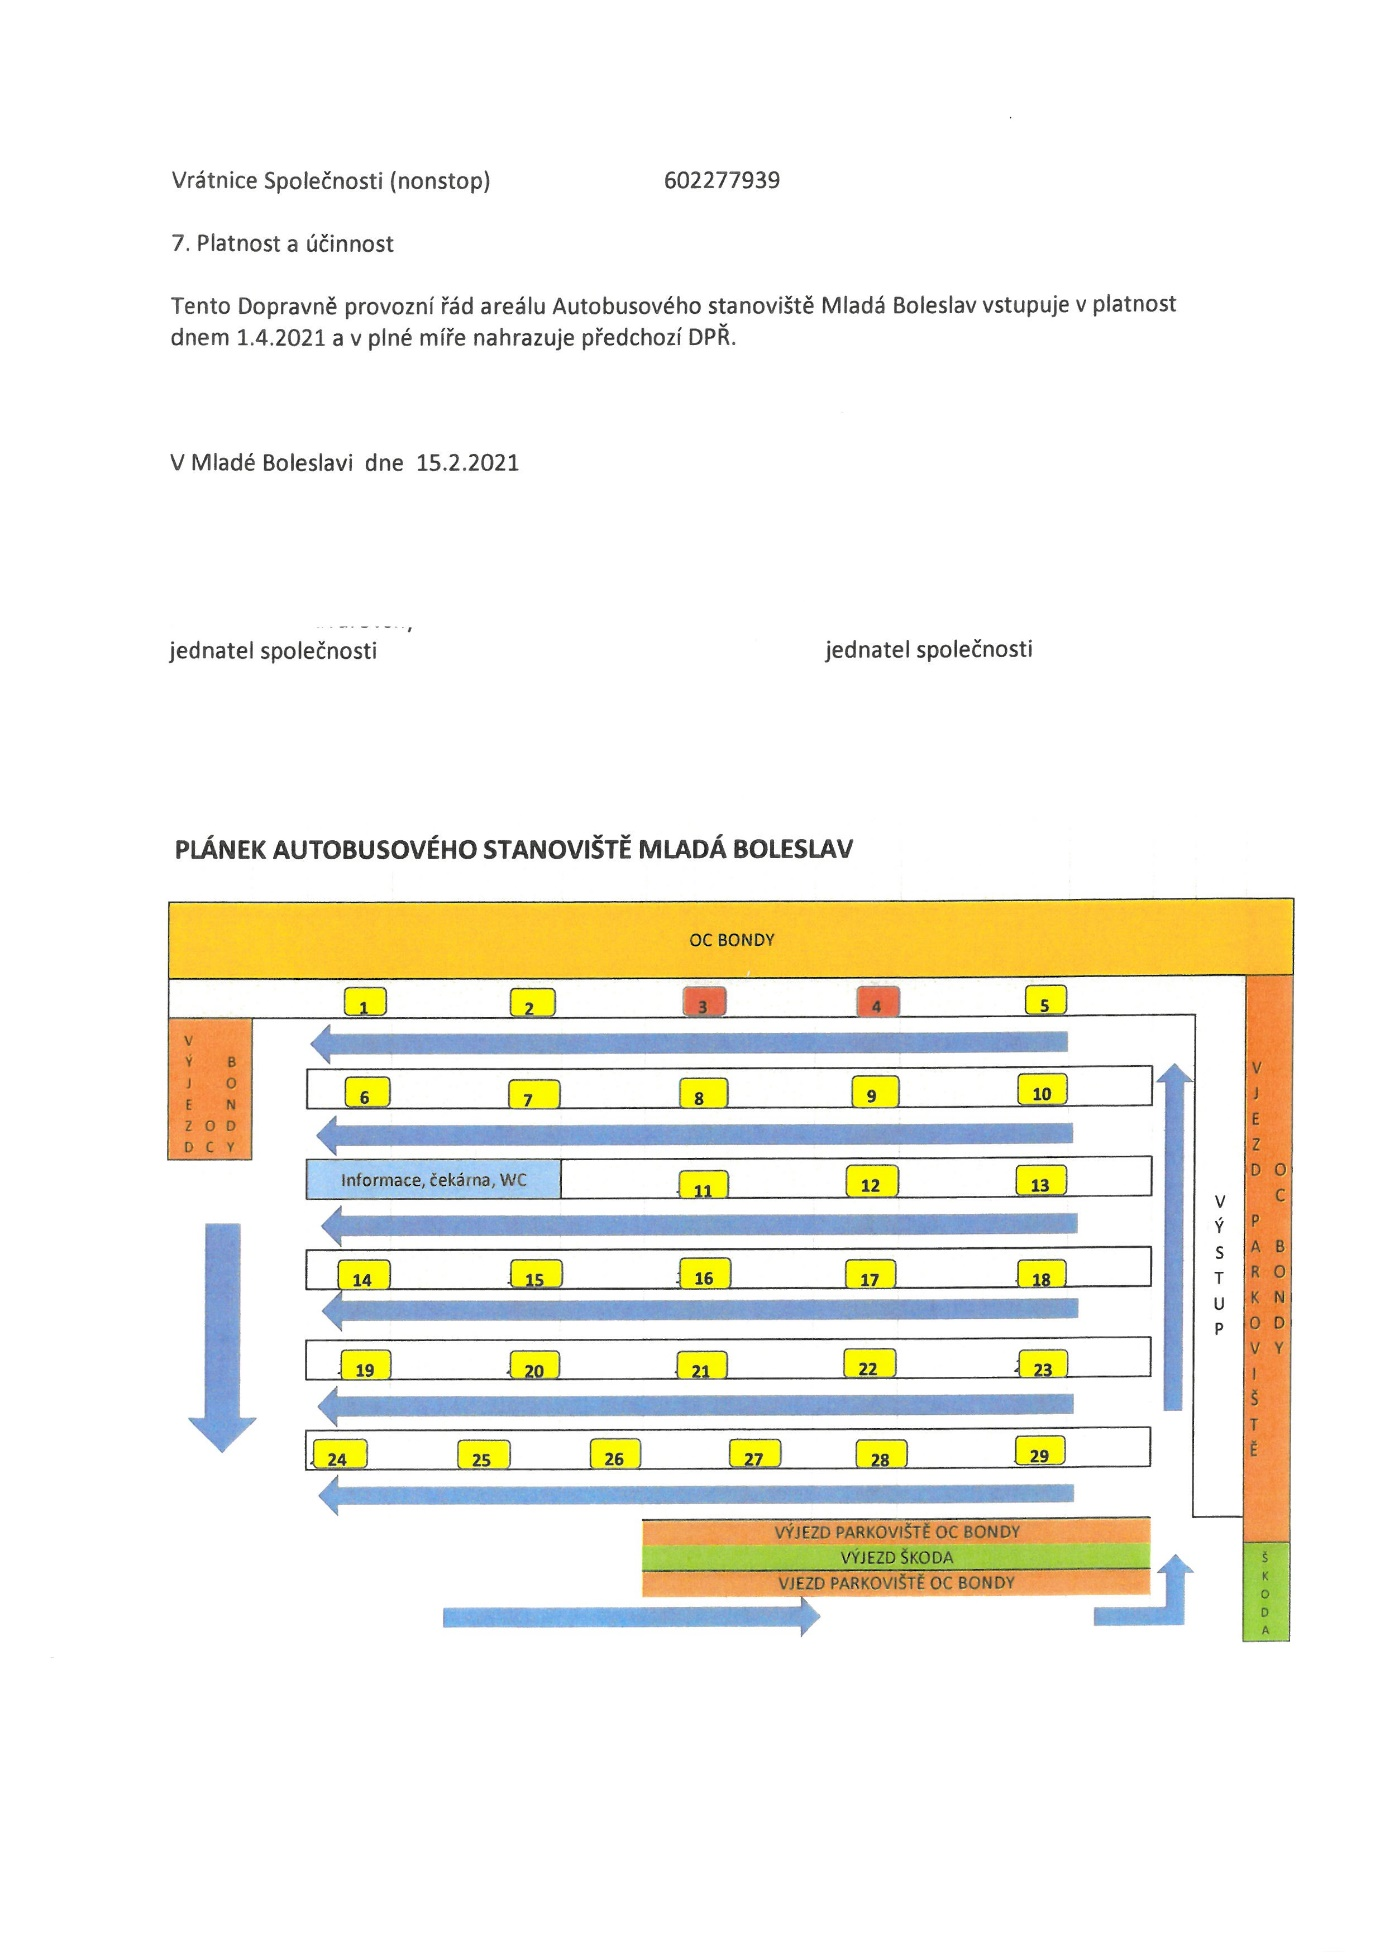 Vrátnice Společnosti (nonstop) 602277939
7. Platnost a účinnost
Tento Dopravně provozní řád areálu Autobusového stanoviště Mladá Boleslav vstupuje v platnost
dnem 1.4.2021 a v plné míře nahrazuje předchozí DPŘ.
V Mladé Boleslavi dne 15.2.2021
jednatel společnosti jednatel společnosti
PLÁNEK AUTOBUSOVÉHO STANOVIŠTĚ MLADÁ BOLESLAV
OC BONDY
1 2 3 4 5
VÝJEZD OC BONDY
6 7 8 9 10
Informace, čekárna, WC 11 12 13
14 15 16 17 18
19 20 21 22 23
24 25 26 27 28 29
VÝSTUP
VJEZD PARKOVIŠTĚ OC BONDY
VÝJEZD PARKOVIŠTĚ OC BONDY
VÝJEZD ŠKODA
VJEZD PARKOVIŠTĚ OC BONDY
ŠKODA